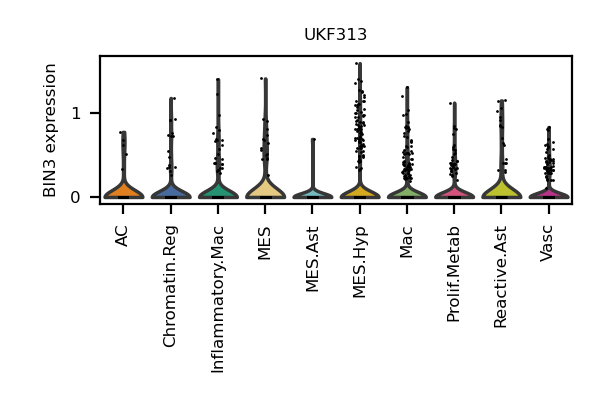 UKF313
BIN3 expression
1
0
AC
Chromatin.Reg
Inflammatory.Mac
MES
MES.Ast
MES.Hyp
Mac
Prolif.Metab
Reactive.Ast
Vasc